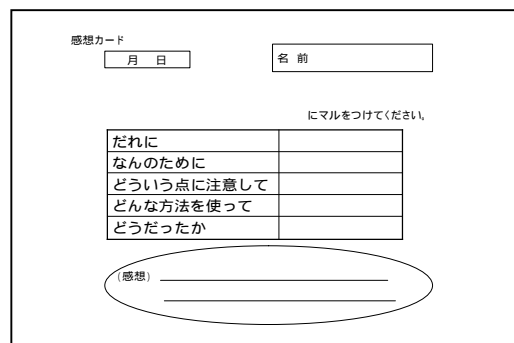 感想カード
月 日
名 前
にマルをつけてください。
だれに
なんのために
どういう点に注意して
どんな方法を使って
どうだったか
(感想)